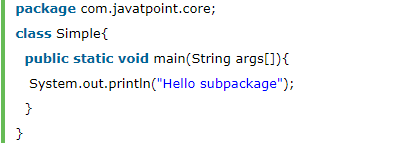 package com.javatpoint.core;
class Simple{
public static void main(String args[]){
System.out.println("Hello subpackage");
}
}